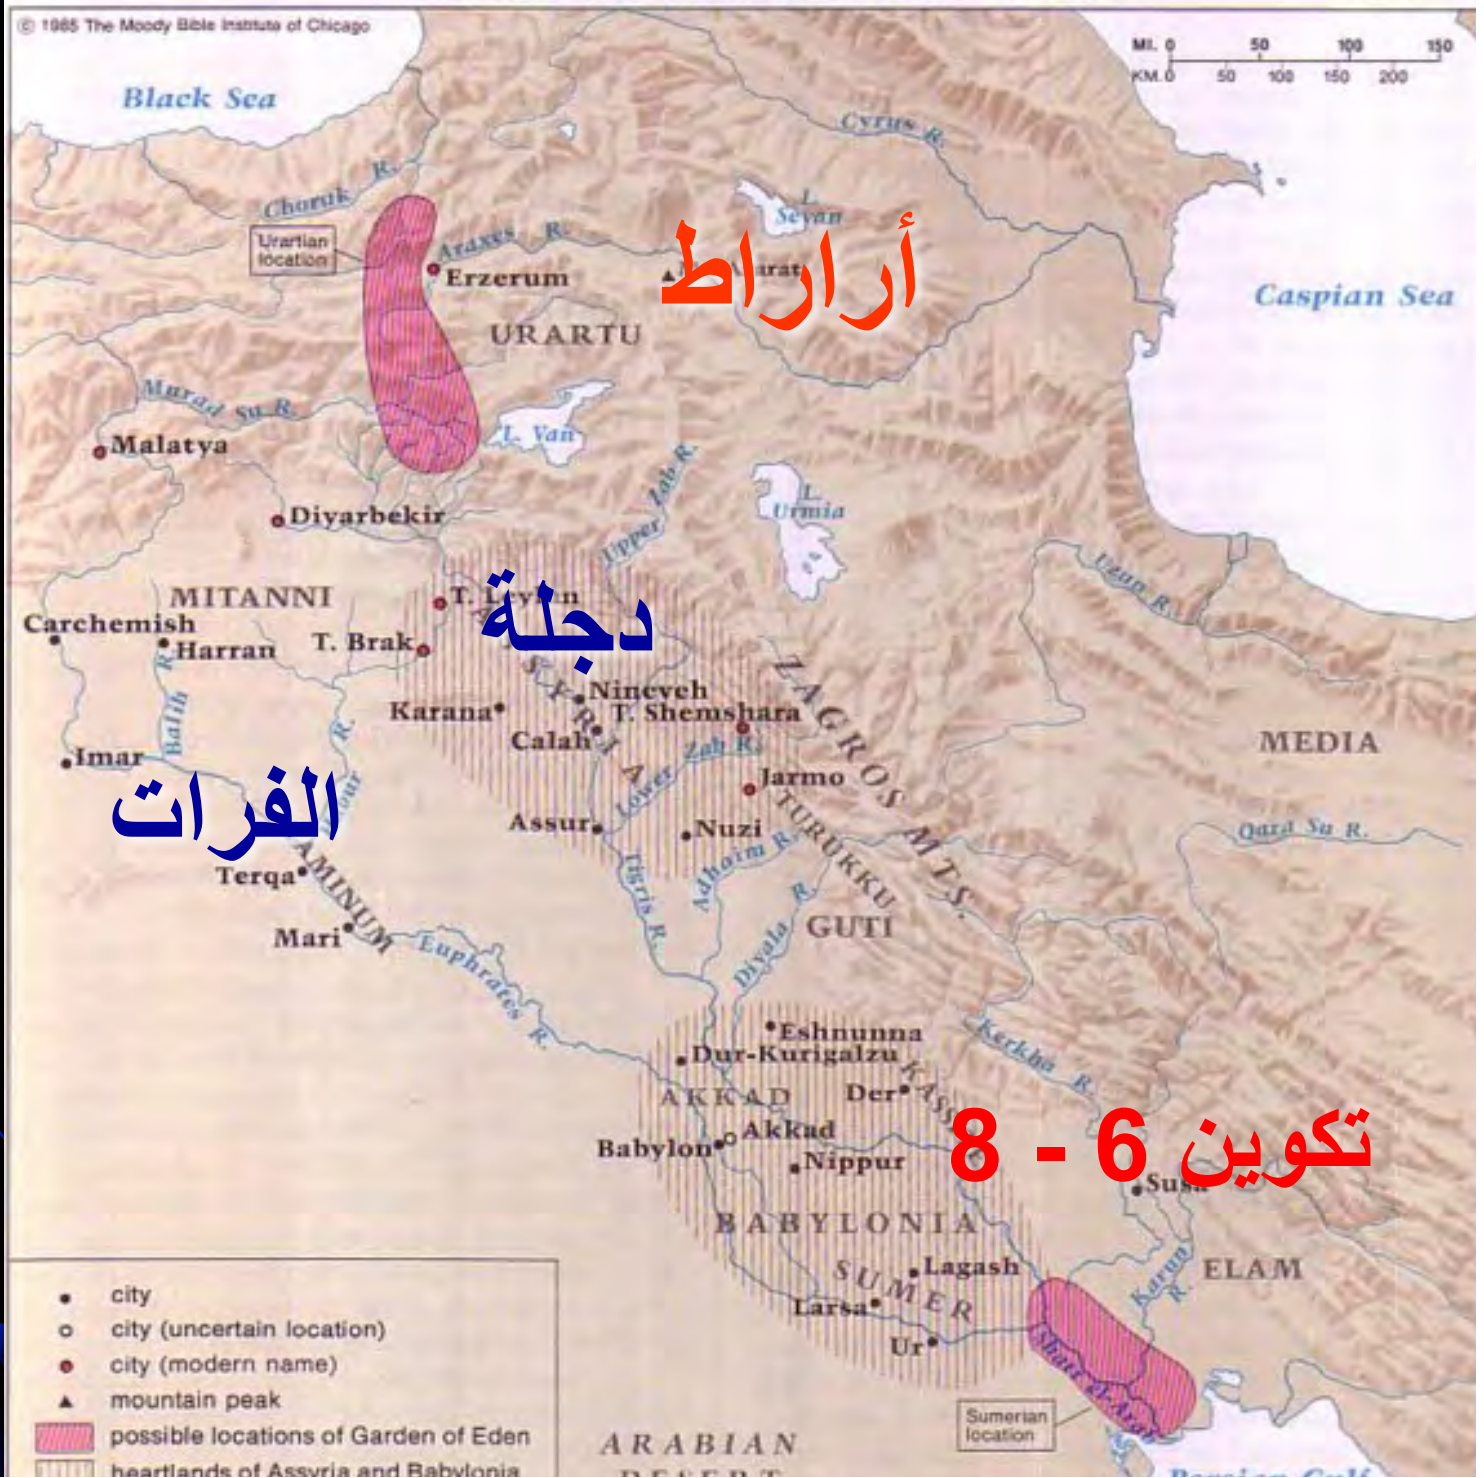 © 1985 The Moody Bible Institute of Chicago
MI. 0 50 100 150
KM. 0 50 100 150 200
Black Sea
Cyrus R.
Choruk R.
L. Sevan
Urartian location
Araxes R.
أراراط
Erzerum
Caspian Sea
URARTU
Murad Su R.
L. Van
Malatya
Upper Zab R.
L. Urmia
Diyarbekir
Uzun R.
MITANNI
دجلة
Carchemish
Harran
T. Brak
Balih R.
ASSYRIA
Nineveh
T. Shemshara
Karana
Calah
ZAGROS MTS.
MEDIA
Imar
Lower Zab R.
Jarmo
الفرات
R.
TURUKKU
Assur
Nuzi
Qara Su R.
Terqa
AMINUM
Tigris R.
Adhaim R.
Mari
Euphrates R.
Diyala R.
GUTI
Eshnunna
Dur-Kurigalzu
Kerkha R.
AKKAD
Der
Babylon
Akkad
Nippur
تكوين 6 - 8
Susa
BABYLONIA
SUMER
Lagash
Larsa
Ur
Karun R.
ELAM
Shatt el-Arab
Sumerian location
ARABIAN
DESERT
Persian Gulf
city
city (uncertain location)
city (modern name)
mountain peak
possible locations of Garden of Eden
heartlands of Assyria and Babylonia